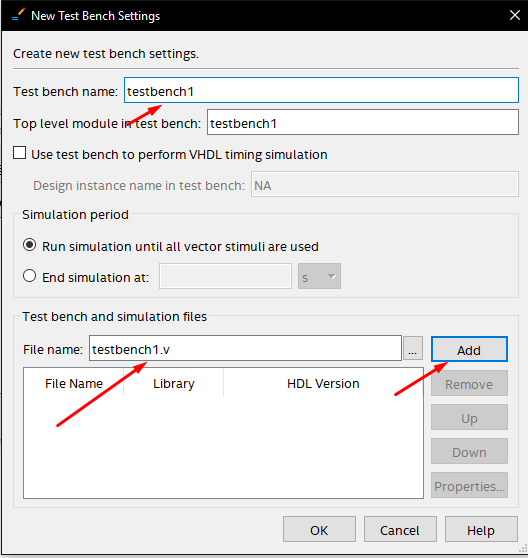 New Test Bench Settings
Create new test bench settings.
Test bench name: testbench1
Top level module in test bench: testbench1
Use test bench to perform VHDL timing simulation
Design instance name in test bench: NA
Simulation period
Run simulation until all vector stimuli are used
End simulation at: s
Test bench and simulation files
File name: testbench1.v ... Add
File Name Library HDL Version Remove
Up
Down
Properties...
OK Cancel Help